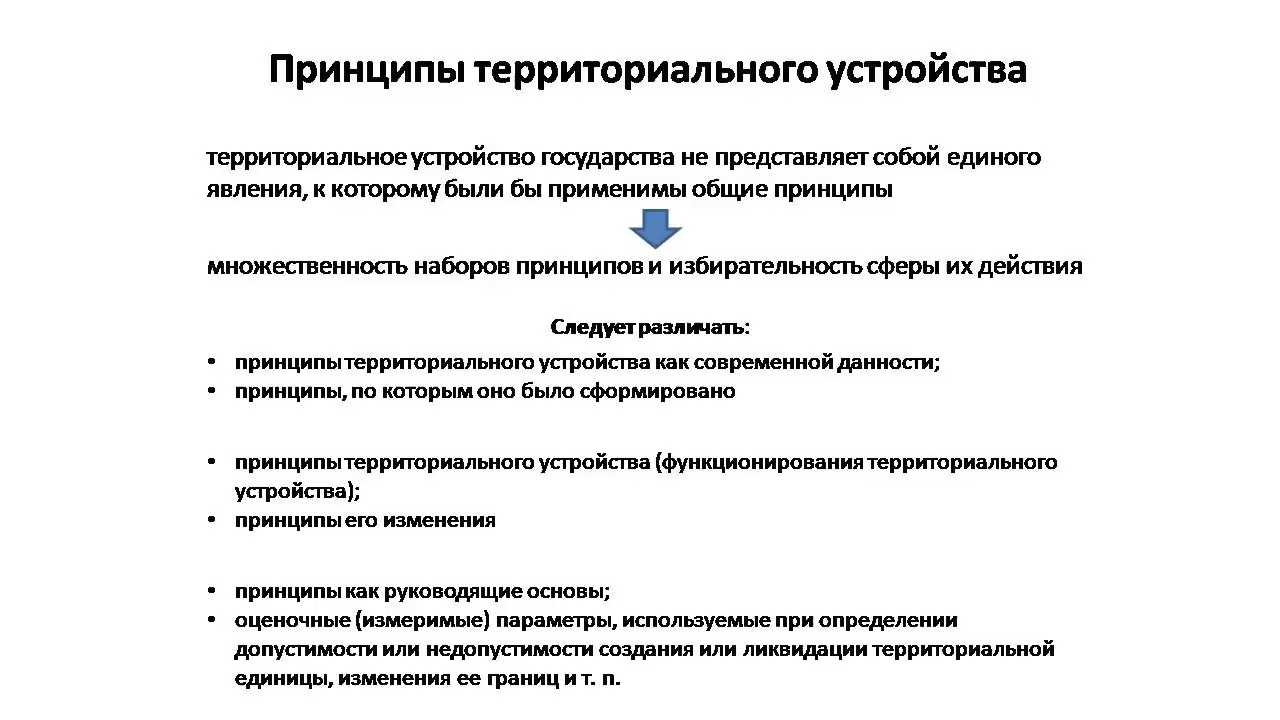 Принципы территориального устройства
территориальное устройство государства не представляет собой единого
явления, к которому были бы применимы общие принципы
множественность наборов принципов и избирательность сферы их действия
Следует различать:
• принципы территориального устройства как современной данности;
• принципы, по которым оно было сформировано
• принципы территориального устройства (функционирования территориального
устройства);
• принципы его изменения
• принципы как руководящие основы;
• оценочные (измеримые) параметры, используемые при определении
допустимости или недопустимости создания или ликвидации территориальной
единицы, изменения ее границ и т. п.